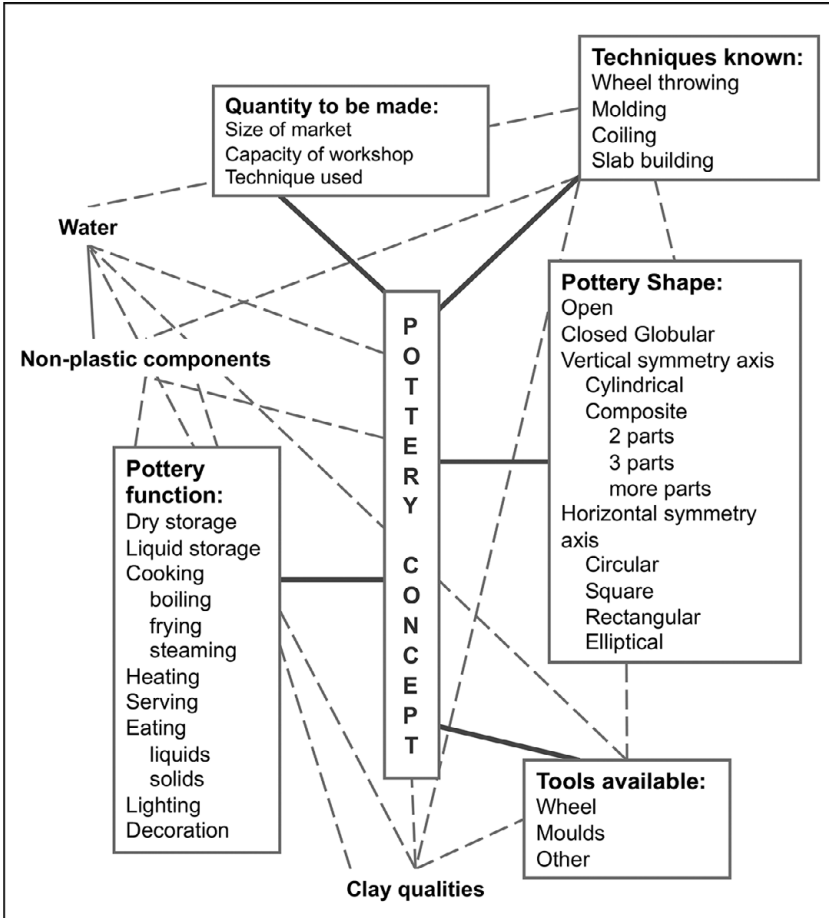 Techniques known:
Wheel throwing
Molding
Coiling
Slab building
Quantity to be made:
Size of market
Capacity of workshop
Technique used
Water
Non-plastic components
POTTERY CONCEPT
Pottery Shape:
Open
Closed Globular
Vertical symmetry axis
Cylindrical
Composite
2 parts
3 parts
more parts
Horizontal symmetry
axis
Circular
Square
Rectangular
Elliptical
Pottery
function:
Dry storage
Liquid storage
Cooking
boiling
frying
steaming
Heating
Serving
Eating
liquids
solids
Lighting
Decoration
Tools available:
Wheel
Moulds
Other
Clay qualities